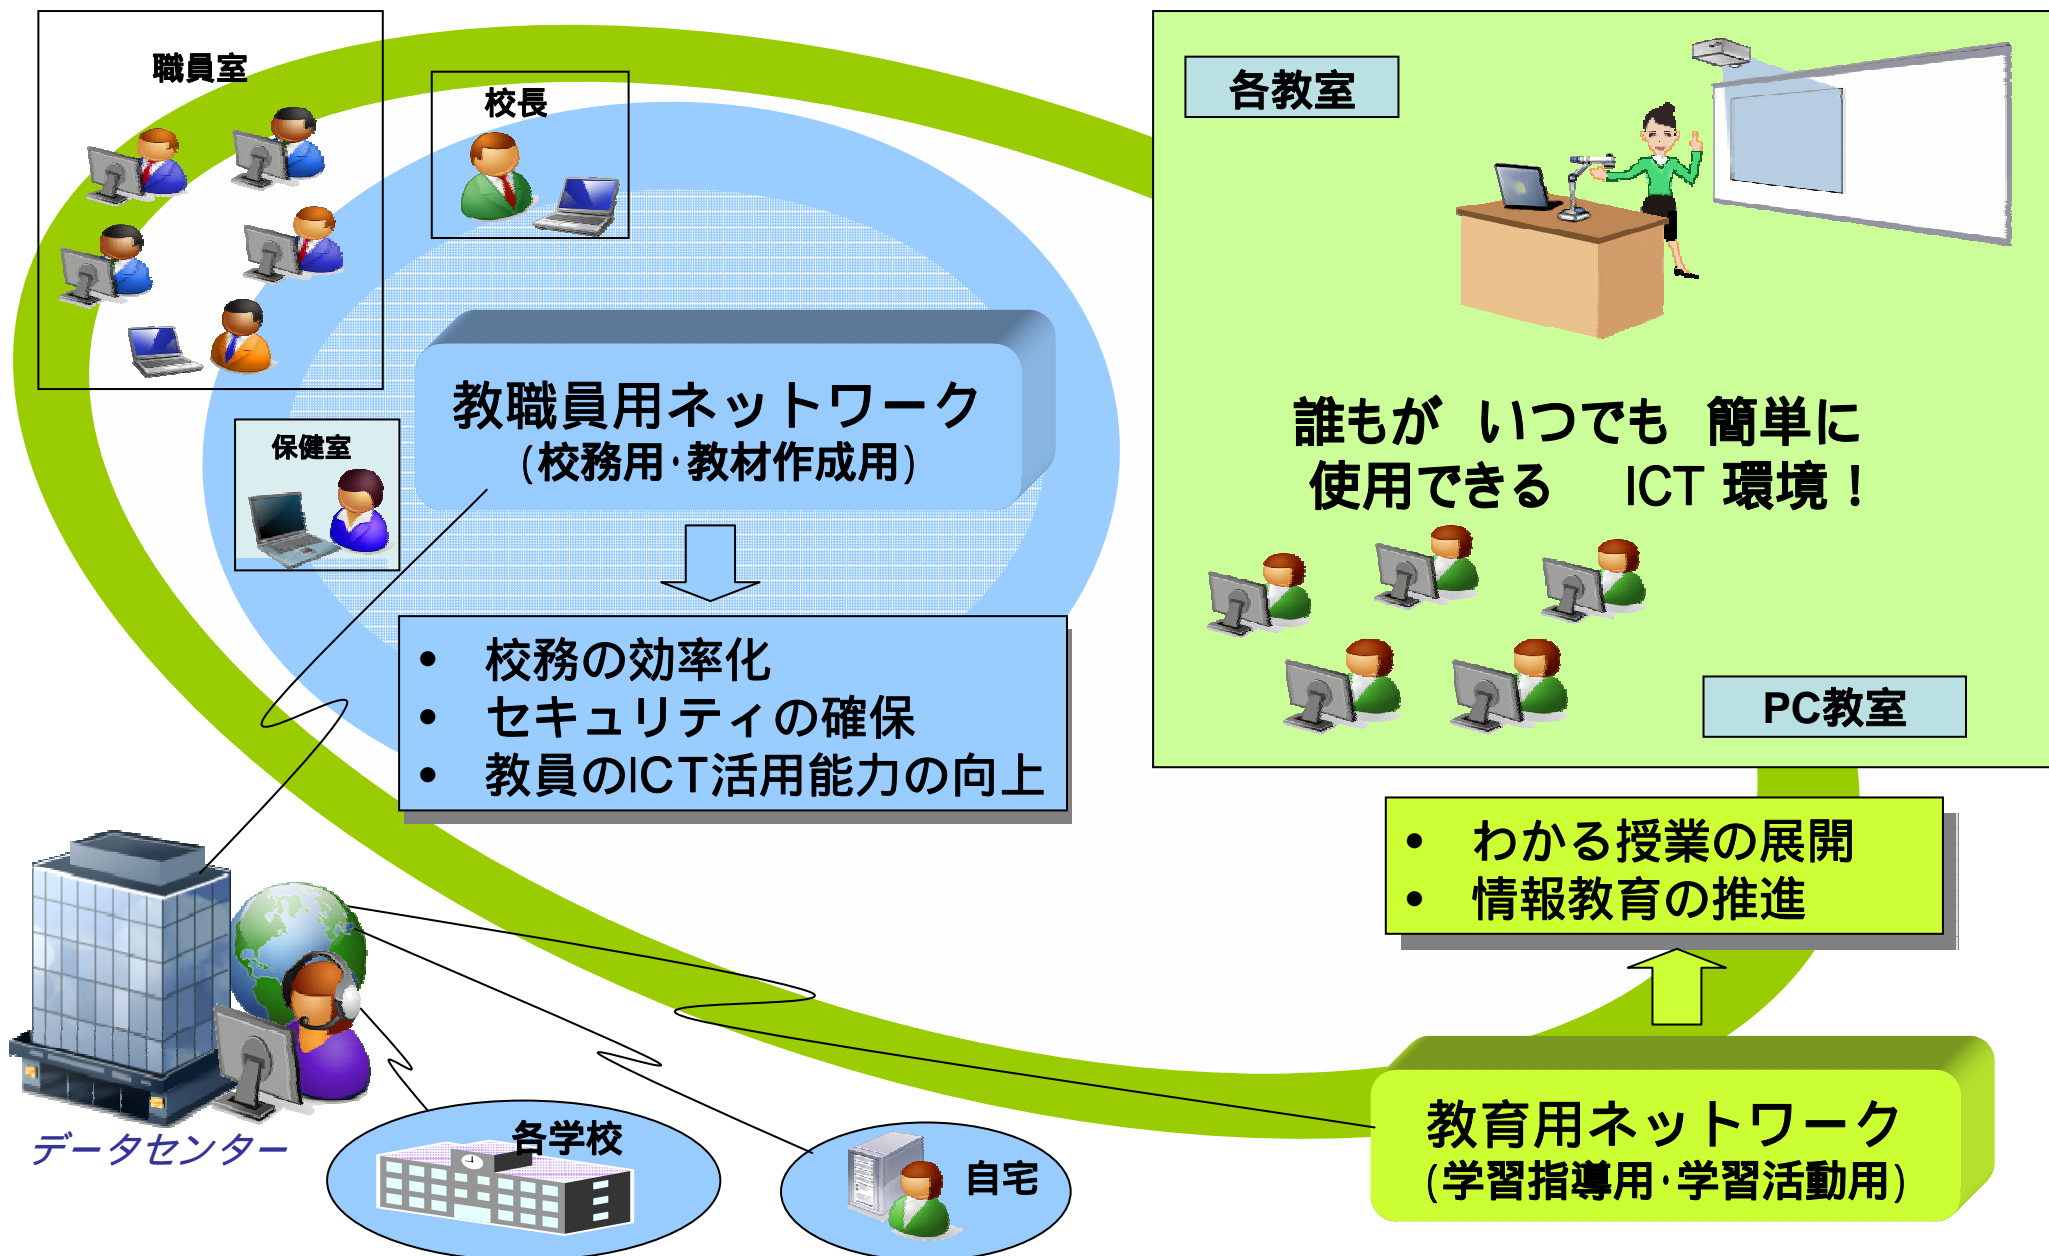 職員室
校長
保健室
教職員用ネットワーク
(校務用・教材作成用)
• 校務の効率化
• セキュリティの確保
• 教員のICT活用能力の向上
各教室
誰もが いつでも 簡単に
使用できる ICT 環境！
PC教室
• わかる授業の展開
• 情報教育の推進
教育用ネットワーク
(学習指導用・学習活動用)
データセンター
各学校
自宅